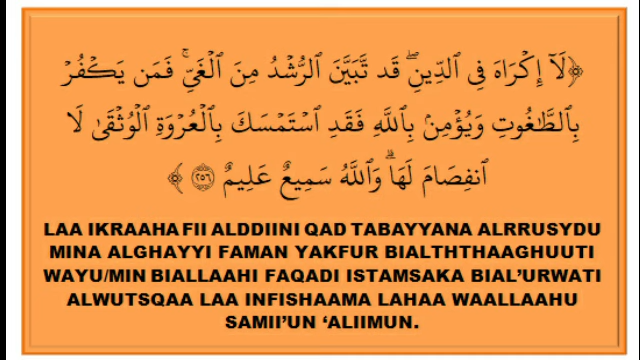 ﴿لَآ إِكْرَاهَ فِي ٱلدِّينِۖ قَد تَّبَيَّنَ ٱلرُّشْدُ مِنَ ٱلْغَيِّۚ فَمَن يَكْفُرْ
بِٱلطَّٰغُوتِ وَيُؤْمِنۢ بِٱللَّهِ فَقَدِ ٱسْتَمْسَكَ بِٱلْعُرْوَةِ ٱلْوُثْقَىٰ لَا
ٱنفِصَامَ لَهَاۗ وَٱللَّهُ سَمِيعٌ عَلِيمٌ ٢٥٦﴾
LAA IKRAAHA FII ALDDIINI QAD TABAYYANA ALRRUSYDU
MINA ALGHAYYI FAMAN YAKFUR BIALTHTHAAGHUUTI
WAYU/MIN BIALLAAHI FAQADI ISTAMSAKA BIAL’URWATI
ALWUTSQAA LAA INFISHAAMA LAHAA WAALLAAHU
SAMII’UN ‘ALIIMUN.